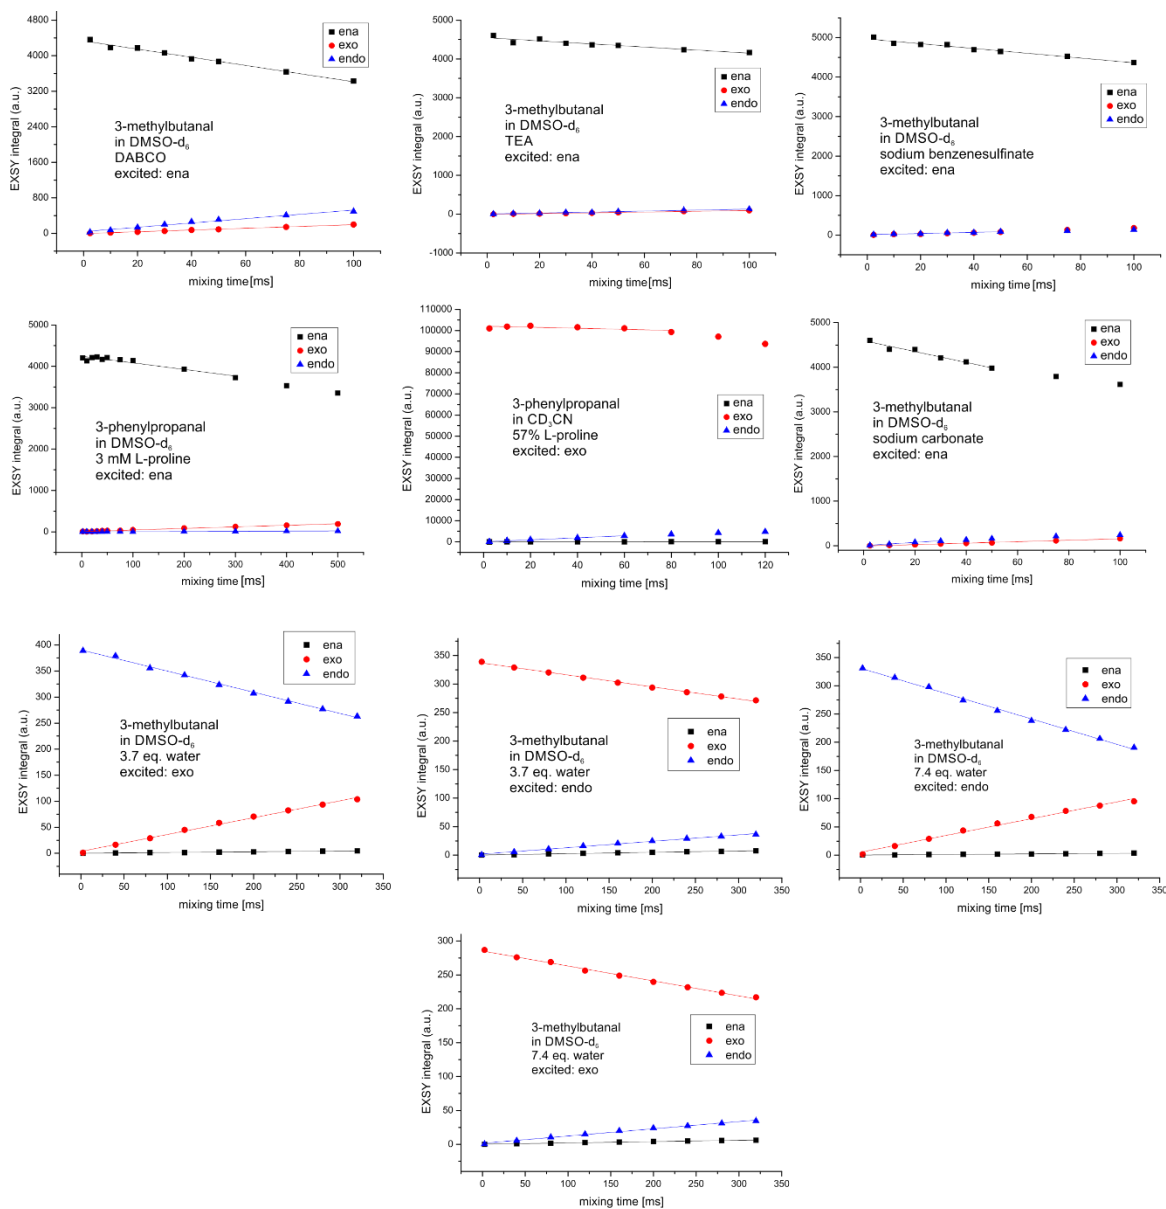 4800
4000
3200
2400
1600
800
0
EXSY integral (a.u.)
ena
exo
endo
3-methylbutanal
in DMSO-d₆
DABCO
excited: ena
0 20 40 60 80 100
mixing time [ms]
5000
4000
3000
2000
1000
0
-1000
EXSY integral (a.u.)
ena
exo
endo
3-methylbutanal
in DMSO-d₆
TEA
excited: ena
0 20 40 60 80 100
mixing time [ms]
5000
4000
3000
2000
1000
0
EXSY integral (a.u.)
ena
exo
endo
3-methylbutanal
in DMSO-d₆
sodium benzenesulfinate
excited: ena
0 20 40 60 80 100
mixing time [ms]
5000
4000
3000
2000
1000
0
EXSY integral (a.u.)
ena
exo
endo
3-phenylpropanal
in DMSO-d₆
3 mM L-proline
excited: ena
0 100 200 300 400 500
mixing time [ms]
110000
100000
90000
80000
70000
60000
50000
40000
30000
20000
10000
0
EXSY integral (a.u.)
3-phenylpropanal
in CD₃CN
57% L-proline
excited: exo
ena
exo
endo
0 20 40 60 80 100 120
mixing time [ms]
5000
4000
3000
2000
1000
0
EXSY integral (a.u.)
ena
exo
endo
3-methylbutanal
in DMSO-d₆
sodium carbonate
excited: ena
0 20 40 60 80 100
mixing time [ms]
400
350
300
250
200
150
100
50
0
EXSY integral (a.u.)
ena
exo
endo
3-methylbutanal
in DMSO-d₆
3.7 eq. water
excited: exo
0 50 100 150 200 250 300 350
mixing time [ms]
350
300
250
200
150
100
50
0
EXSY integral (a.u.)
3-methylbutanal
in DMSO-d₆
3.7 eq. water
excited: endo
ena
exo
endo
0 50 100 150 200 250 300 350
mixing time [ms]
350
300
250
200
150
100
50
0
EXSY integral (a.u.)
ena
exo
endo
3-methylbutanal
in DMSO-d₆
7.4 eq. water
excited: endo
0 50 100 150 200 250 300 350
mixing time [ms]
300
250
200
150
100
50
0
EXSY integral (a.u.)
3-methylbutanal
in DMSO-d₆
7.4 eq. water
excited: exo
ena
exo
endo
0 50 100 150 200 250 300 350
mixing time [ms]